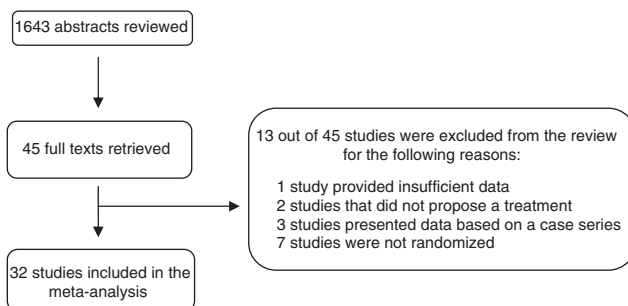 1643 abstracts reviewed
45 full texts retrieved
13 out of 45 studies were excluded from the review
for the following reasons:
1 study provided insufficient data
2 studies that did not propose a treatment
3 studies presented data based on a case series
7 studies were not randomized
32 studies included in the
meta-analysis